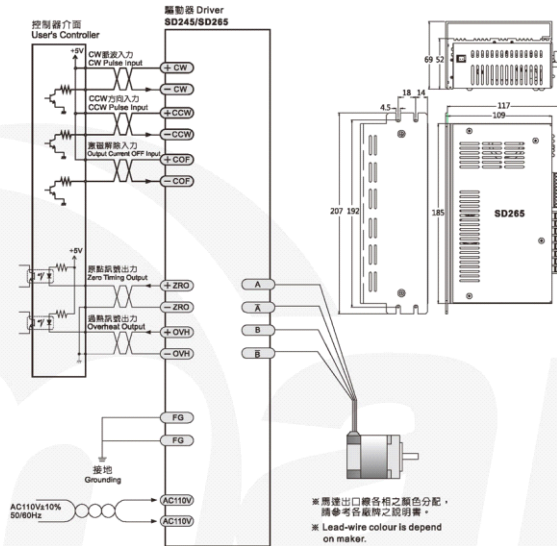 控制器介面
User's Controller
驅動器 Driver
SD245/SD265
+5V
CW脈波入力
CW Pulse Input
+ CW
− CW
CCW方向入力
CCW Pulse Input
+CCW
−CCW
激磁解除入力
Output Current OFF Input
+ COF
− COF
+5V
原點訊號出力
Zero Timing Output
+ ZRO
− ZRO
過熱訊號出力
Overheat Output
+ OVH
− OVH
A
A̅
B
B̅
FG
FG
接地
Grounding
AC110V±10%
50/60Hz
AC110V
AC110V
69
52
18
14
4.5
207
192
117
109
185
SD265
※馬達出口線各相之顏色分配，
請參考各廠牌之說明書。
※ Lead-wire colour is depend
on maker.